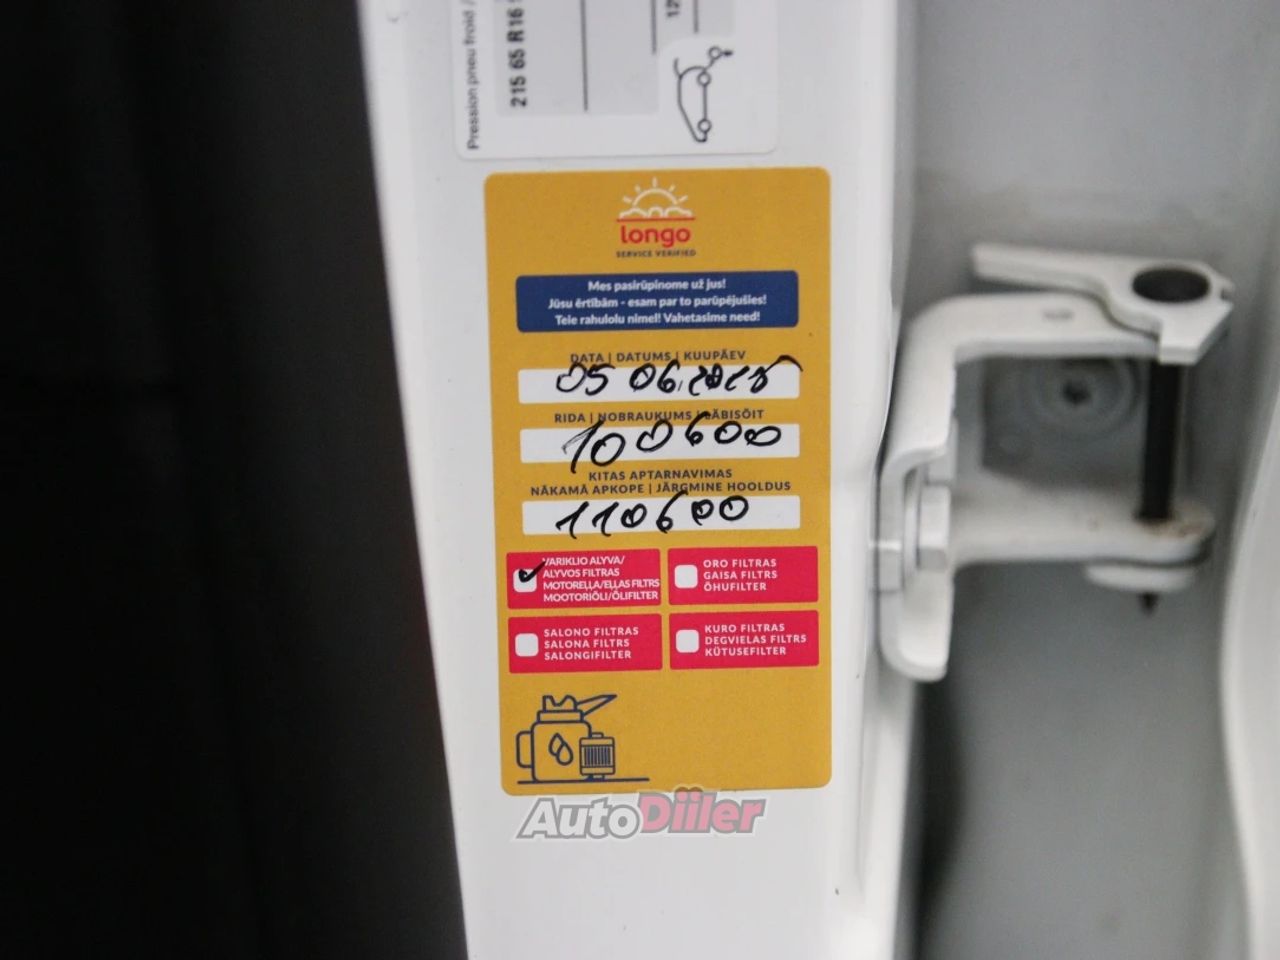 Pression pneu froid /
215 65 R16
longo
SERVICE VERIFIED
Mes pasirūpinome už jus!
Jūsu ērtībām - esam par to parūpējušies!
Teie rahulolu nimel! Vahetasime need!
DATA | DATUMS | KUUPÄEV
05 06.2025
RIDA | NOBRAUKUMS | LÄBISÕIT
100600
KITAS APTARNAVIMAS
NĀKAMĀ APKOPE | JÄRGMINE HOOLDUS
110600
VARIKLIO ALYVA/
ALYVOS FILTRAS
MOTOREĻĻA/EĻĻAS FILTRS
MOOTORIÕLI/ÕLIFILTER
ORO FILTRAS
GAISA FILTRS
ÕHUFILTER
SALONO FILTRAS
SALONA FILTRS
SALONGIFILTER
KURO FILTRAS
DEGVIELAS FILTRS
KÜTUSEFILTER
AutoDiiler